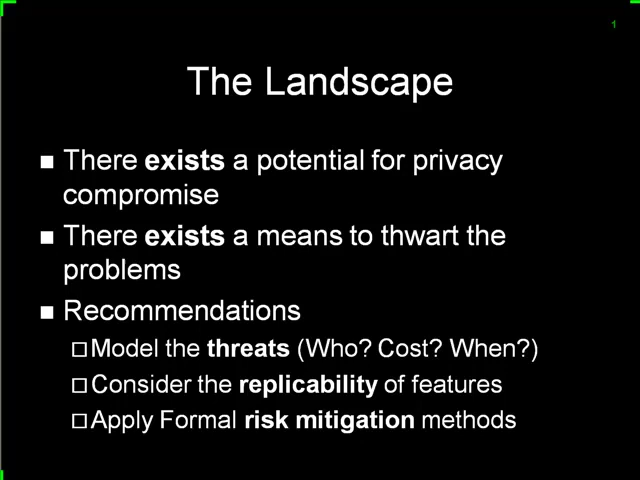 1
The Landscape
There exists a potential for privacy
compromise
There exists a means to thwart the
problems
Recommendations
Model the threats (Who? Cost? When?)
Consider the replicability of features
Apply Formal risk mitigation methods